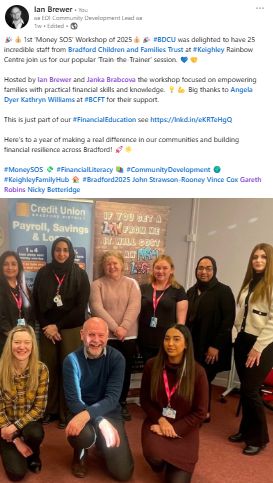 Ian Brewer • You
EDI Community Development Lead
1w • Edited •
1st 'Money SOS' Workshop of 2025 #BDCU was delighted to have 25
incredible staff from Bradford Children and Families Trust at #Keighley Rainbow
Centre join us for our popular 'Train-the-Trainer' session.
Hosted by Ian Brewer and Janka Brabcova the workshop focused on empowering
families with practical financial skills and knowledge. Big thanks to Angela
Dyer Kathryn Williams at #BCFT for their support.
This is just part of our #FinancialEducation see https://lnkd.in/eKRTeHgQ
Here's to a year of making a real difference in our communities and building
financial resilience across Bradford!
#MoneySOS #FinancialLiteracy #CommunityDevelopment
#KeighleyFamilyHub #Bradford2025 John Strawson-Rooney Vince Cox Gareth
Robins Nicky Betteridge
Credit Union
Payroll, Savings
IF YOU GET A
FROM ME
IT WILL COST